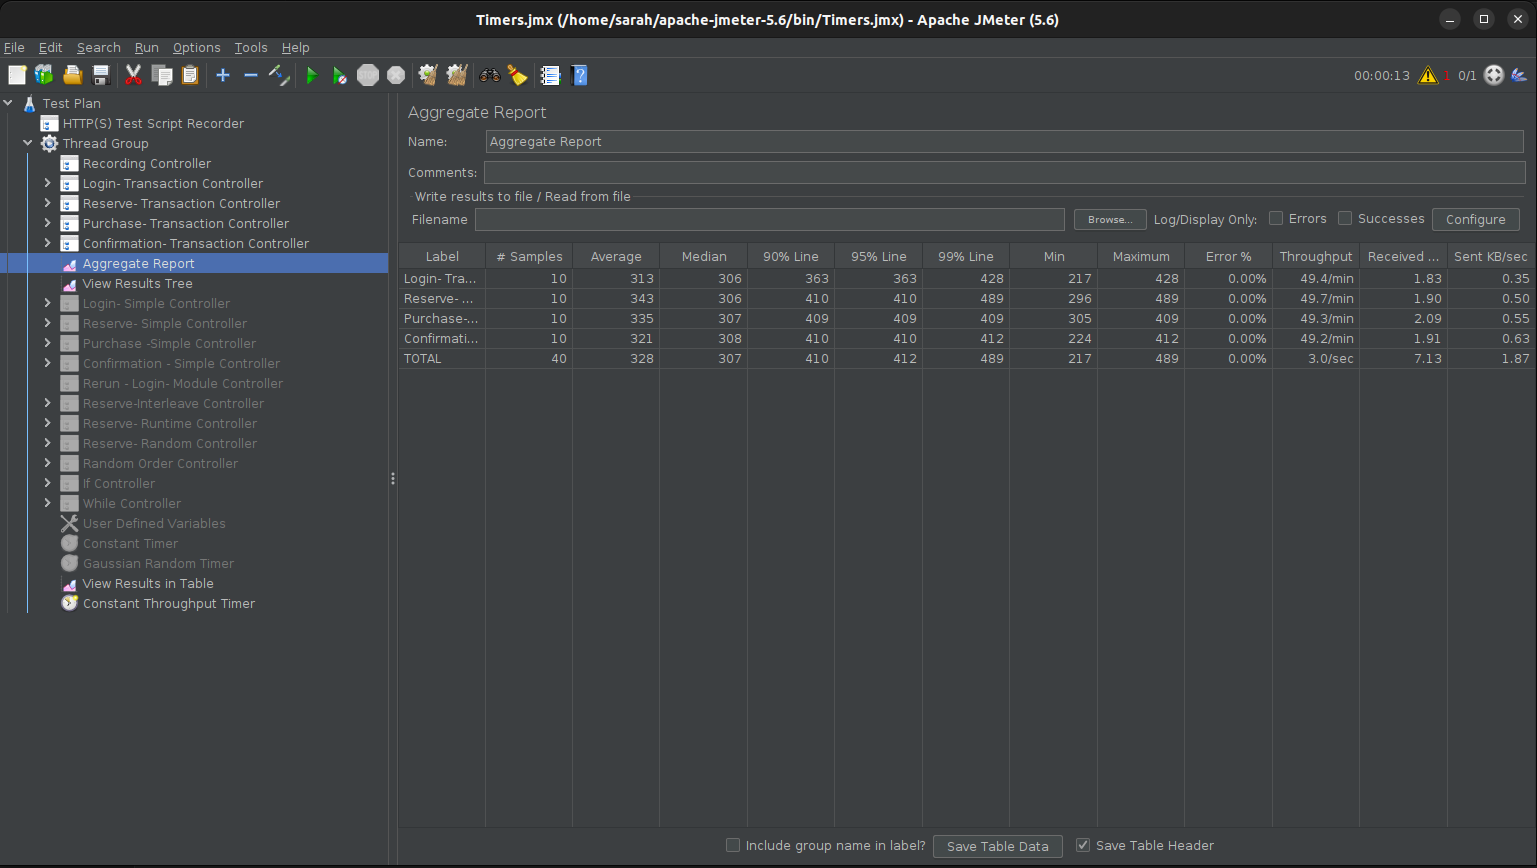 Timers.jmx (/home/sarah/apache-jmeter-5.6/bin/Timers.jmx) - Apache JMeter (5.6)
File Edit Search Run Options Tools Help
STOP 00:00:13 1 0/1
Test Plan
HTTP(S) Test Script Recorder
Thread Group
Recording Controller
Login- Transaction Controller
Reserve- Transaction Controller
Purchase- Transaction Controller
Confirmation- Transaction Controller
Aggregate Report
View Results Tree
Login- Simple Controller
Reserve- Simple Controller
Purchase -Simple Controller
Confirmation - Simple Controller
Rerun - Login- Module Controller
Reserve-Interleave Controller
Reserve- Runtime Controller
Reserve- Random Controller
Random Order Controller
If Controller
While Controller
User Defined Variables
Constant Timer
Gaussian Random Timer
View Results in Table
Constant Throughput Timer
Aggregate Report
Name: Aggregate Report
Comments:
Write results to file / Read from file
Filename Browse... Log/Display Only: Errors Successes Configure
Label # Samples Average Median 90% Line 95% Line 99% Line Min Maximum Error % Throughput Received ... Sent KB/sec
Login- Tra... 10 313 306 363 363 428 217 428 0.00% 49.4/min 1.83 0.35
Reserve- ... 10 343 306 410 410 489 296 489 0.00% 49.7/min 1.90 0.50
Purchase-... 10 335 307 409 409 409 305 409 0.00% 49.3/min 2.09 0.55
Confirmati... 10 321 308 410 410 412 224 412 0.00% 49.2/min 1.91 0.63
TOTAL 40 328 307 410 412 489 217 489 0.00% 3.0/sec 7.13 1.87
Include group name in label? Save Table Data Save Table Header